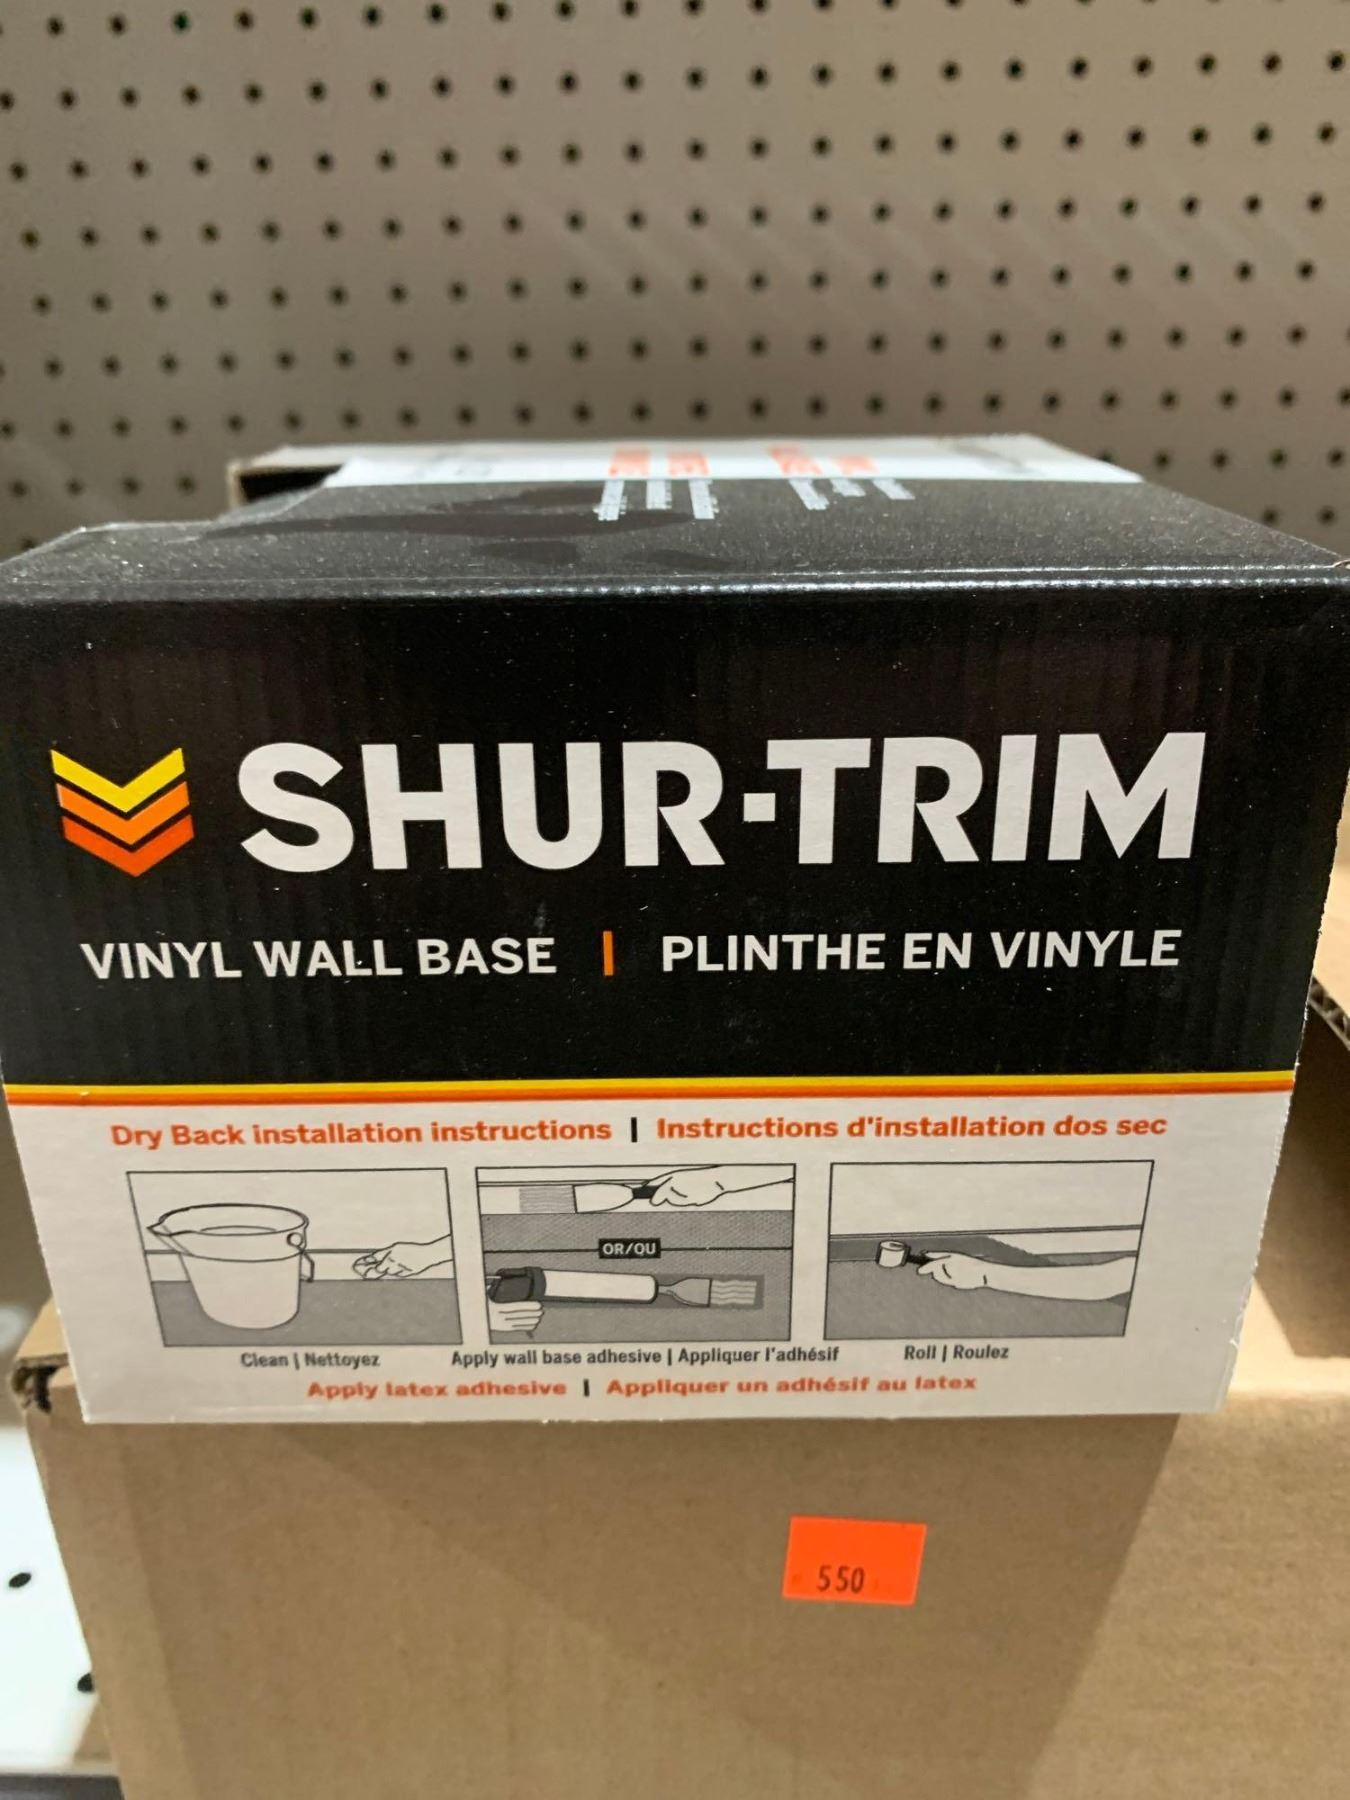 SHUR-TRIM
VINYL WALL BASE | PLINTHE EN VINYLE
Dry Back installation instructions | Instructions d'installation dos sec
OR/OU
Clean | Nettoyez
Apply wall base adhesive | Appliquer l'adhésif
Roll | Roulez
Apply latex adhesive | Appliquer un adhésif au latex
550